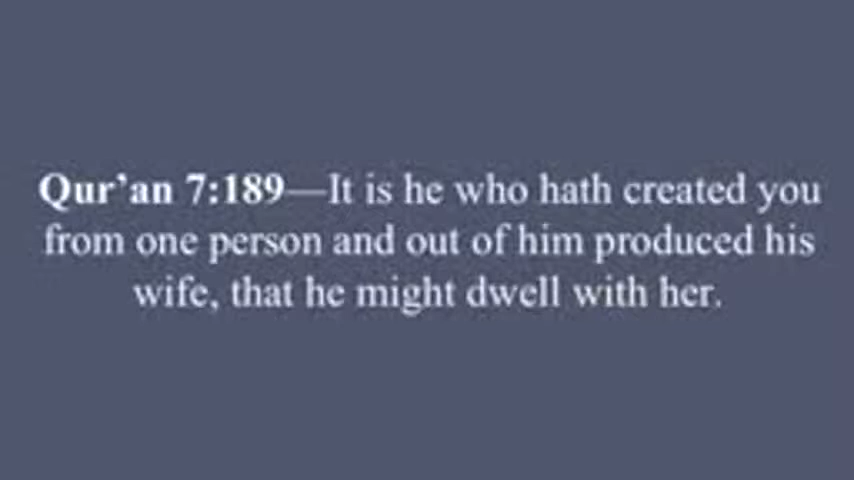 Qur’an 7:189—It is he who hath created you
from one person and out of him produced his
wife, that he might dwell with her.